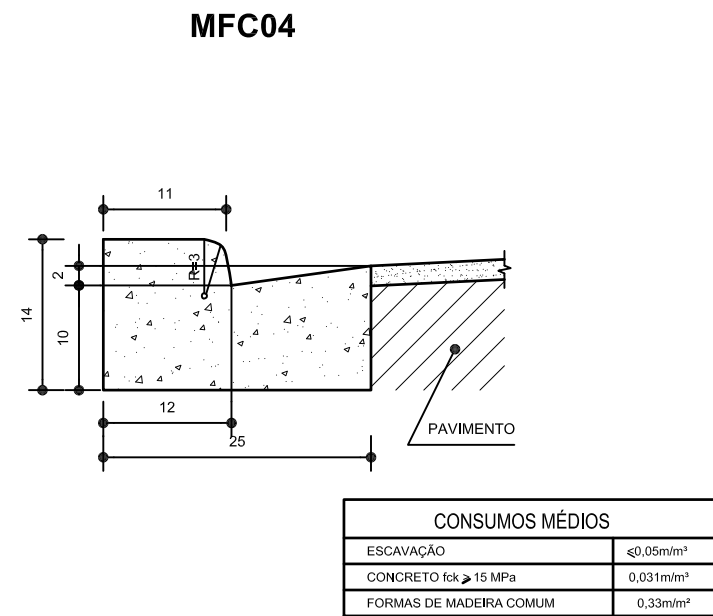 MFC04
11
R=3
2
14
10
12
25
PAVIMENTO
CONSUMOS MÉDIOS
ESCAVAÇÃO ⩽0,05m/m³
CONCRETO fck ⩾ 15 MPa 0,031m/m³
FORMAS DE MADEIRA COMUM 0,33m/m²